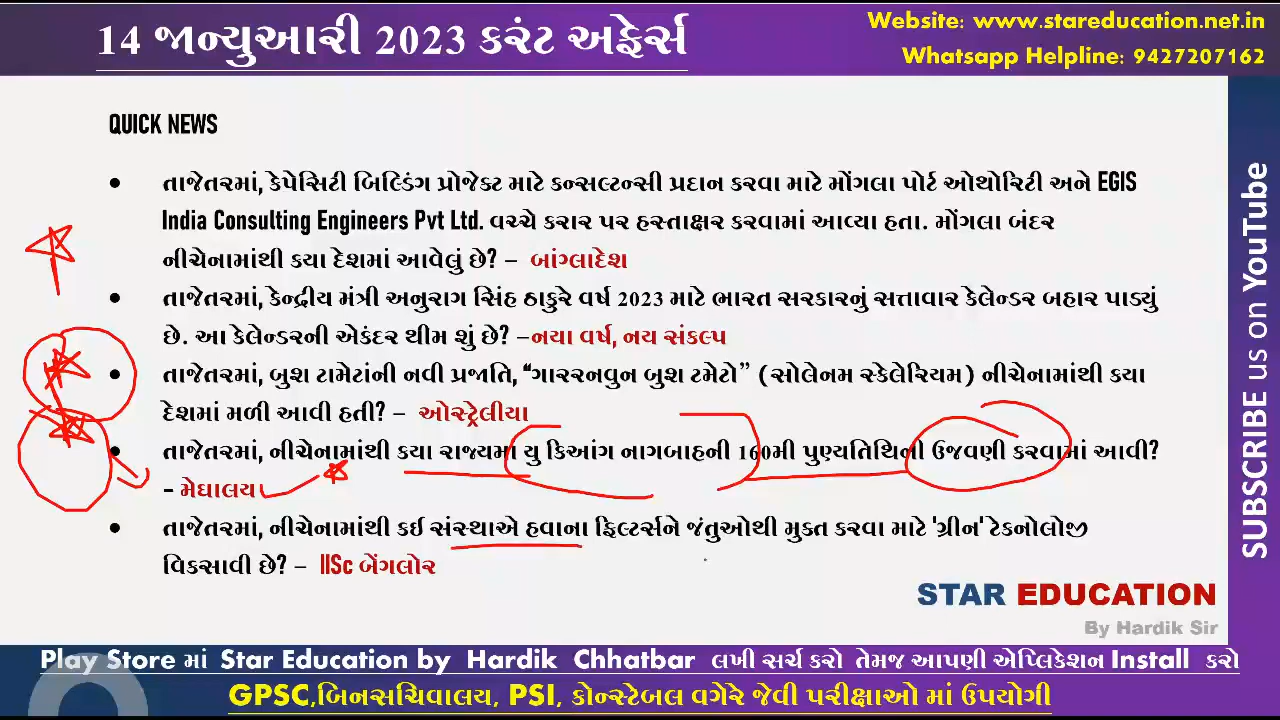 14 જાન્યુઆરી 2023 કરંટ અફેર્સ
Website: www.stareducation.net.in
Whatsapp Helpline: 9427207162
QUICK NEWS
• તાજેતરમાં, કેપેસિટી બિલ્ડિંગ પ્રોજેક્ટ માટે કન્સલ્ટન્સી પ્રદાન કરવા માટે મોંગલા પોર્ટ ઓથોરિટી અને EGIS
India Consulting Engineers Pvt Ltd. વચ્ચે કરાર પર હસ્તાક્ષર કરવામાં આવ્યા હતા. મોંગલા બંદર
નીચેનામાંથી કયા દેશમાં આવેલું છે? – બાંગ્લાદેશ
• તાજેતરમાં, કેન્દ્રીય મંત્રી અનુરાગ સિંહ ઠાકુરે વર્ષ 2023 માટે ભારત સરકારનું સત્તાવાર કેલેન્ડર બહાર પાડ્યું
છે. આ કેલેન્ડરની એકંદર થીમ શું છે? –નયા વર્ષ, નય સંકલ્પ
• તાજેતરમાં, બુશ ટામેટાંની નવી પ્રજાતિ, “ગારરનવુન બુશ ટમેટો” (સોલેનમ સ્કેલેરિયમ) નીચેનામાંથી કયા
દેશમાં મળી આવી હતી? – ઓસ્ટ્રેલીયા
• તાજેતરમાં, નીચેનામાંથી કયા રાજ્યમા યુ કિઆંગ નાગબાહની 160મી પુણ્યતિથિની ઉજવણી કરવામાં આવી?
– મેઘાલય
• તાજેતરમાં, નીચેનામાંથી કઈ સંસ્થાએ હવાના ફિલ્ટર્સને જંતુઓથી મુક્ત કરવા માટે 'ગ્રીન' ટેકનોલોજી
વિકસાવી છે? – IISc બેંગલોર
STAR EDUCATION
By Hardik Sir
SUBSCRIBE us on YouTube
Play Store માં Star Education by Hardik Chhatbar લખી સર્ચ કરો તેમજ આપણી એપ્લિકેશન Install કરો
GPSC,બિનસચિવાલય, PSI, કોન્સ્ટેબલ વગેરે જેવી પરીક્ષાઓ માં ઉપયોગી